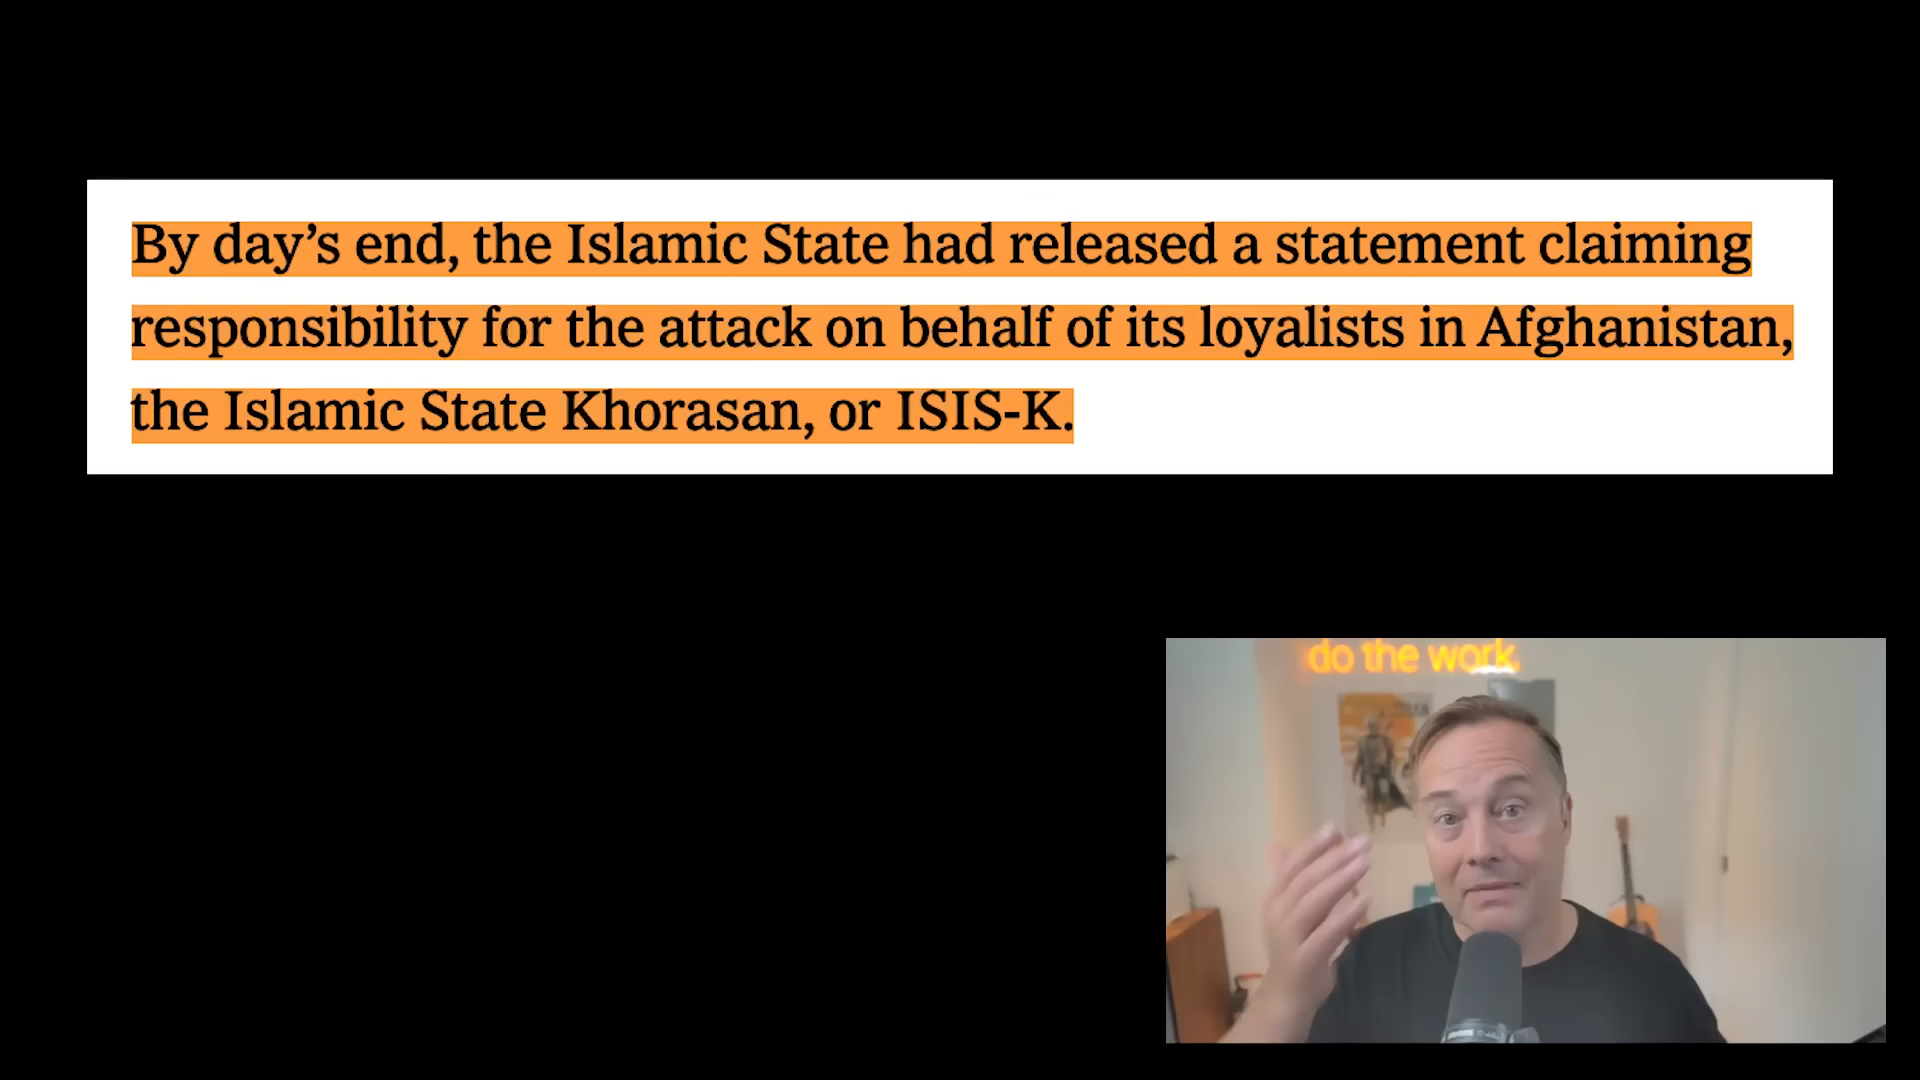 By day’s end, the Islamic State had released a statement claiming
responsibility for the attack on behalf of its loyalists in Afghanistan,
the Islamic State Khorasan, or ISIS-K.
do the work.